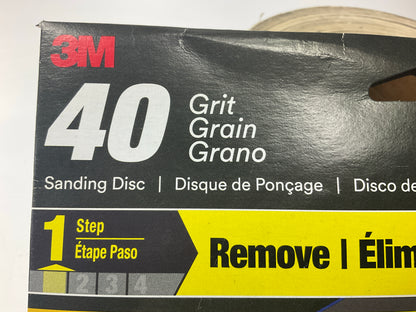 3M
40
Grit
Grain
Grano
Sanding Disc | Disque de Ponçage | Disco de
1 Step
Étape Paso
2 3 4
Remove | Élim